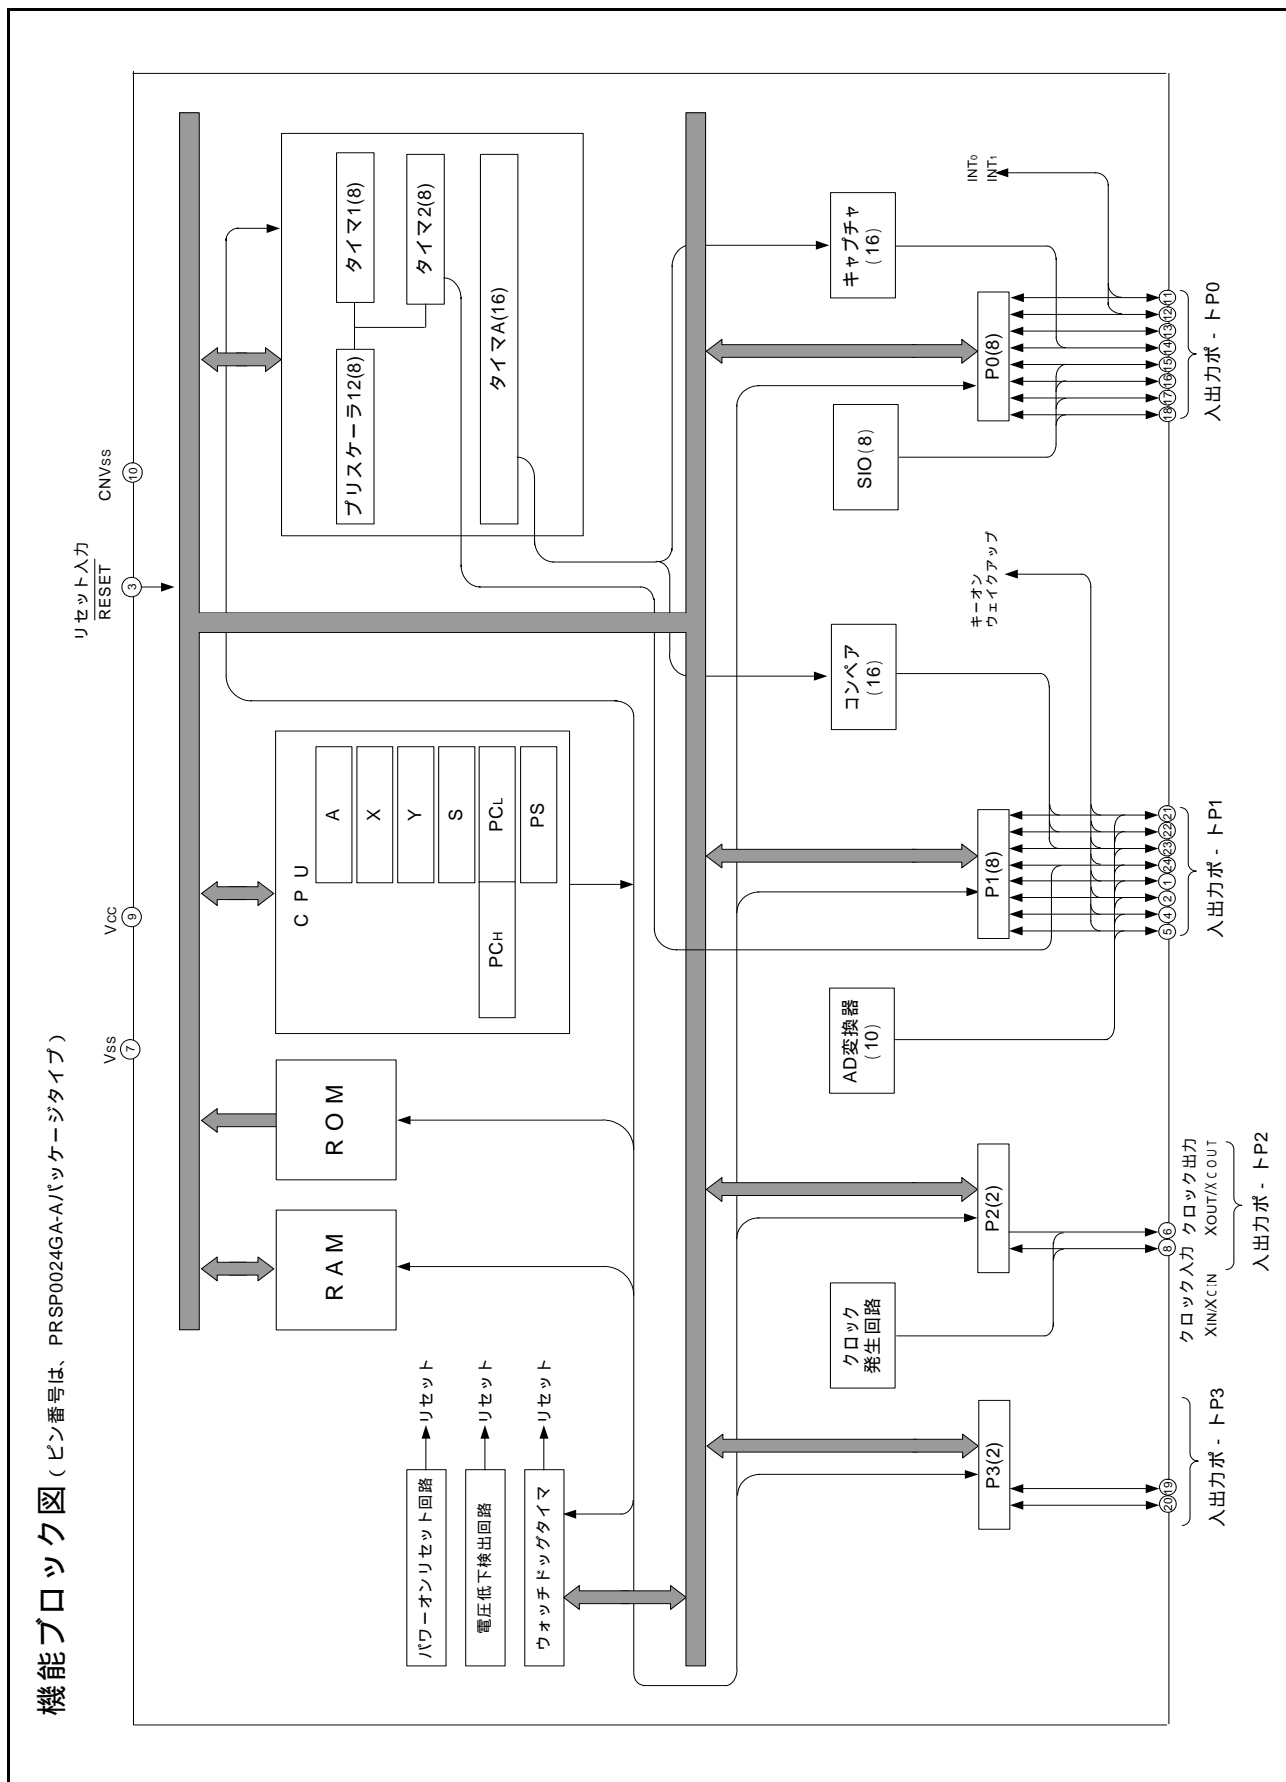 機能ブロック図 ( ピン番号は、PRSP0024GA-Aパッケージタイプ )
VSS
7
VCC
9
リセット入力
RESET
3
CNVSS
10
RAM
ROM
CPU
A
X
Y
S
PCH
PCL
PS
プリスケーラ12(8)
タイマ1(8)
タイマ2(8)
タイマA(16)
パワーオンリセット回路
リセット
電圧低下検出回路
リセット
ウォッチドッグタイマ
リセット
クロック
発生回路
AD変換器
(10)
コンペア
(16)
SIO(8)
キャプチャ
(16)
キーオン
ウェイクアップ
INT0
INT1
P3(2)
P2(2)
P1(8)
P0(8)
20 19
8 6
5 4 2 1 24 23 22 21
18 17 16 15 14 13 12 11
クロック入力
XIN/XCIN
クロック出力
XOUT/XCOUT
入出力ポ - トP3
入出力ポ - トP2
入出力ポ - トP1
入出力ポ - トP0